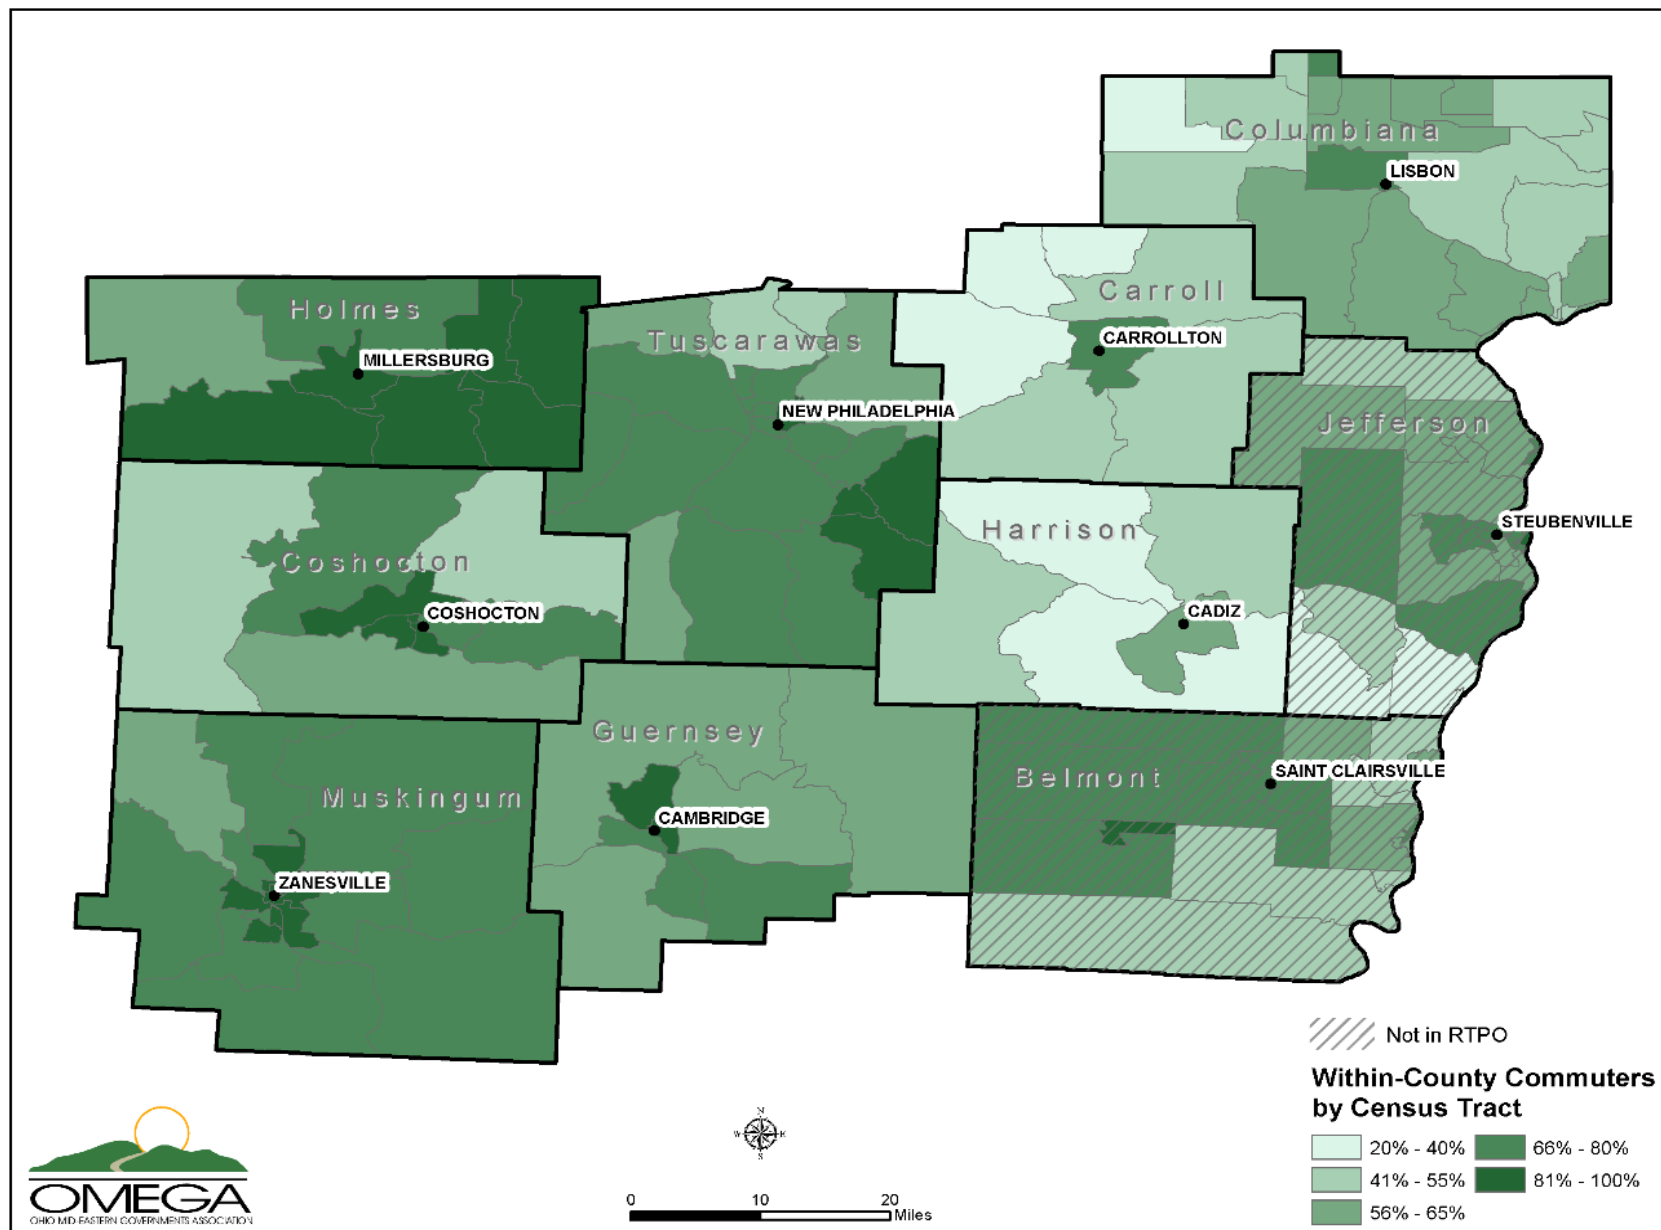 Columbiana
LISBON
Carroll
CARROLLTON
Holmes
MILLERSBURG
Tuscarawas
NEW PHILADELPHIA
Jefferson
STEUBENVILLE
Harrison
CADIZ
Coshocton
COSHOCTON
Guernsey
CAMBRIDGE
Belmont
SAINT CLAIRSVILLE
Muskingum
ZANESVILLE
Not in RTPO
Within-County Commuters
by Census Tract
20% - 40%
66% - 80%
41% - 55%
81% - 100%
56% - 65%
N
W
E
S
0 10 20
Miles
OMEGA
OHIO MID-EASTERN GOVERNMENTS ASSOCIATION